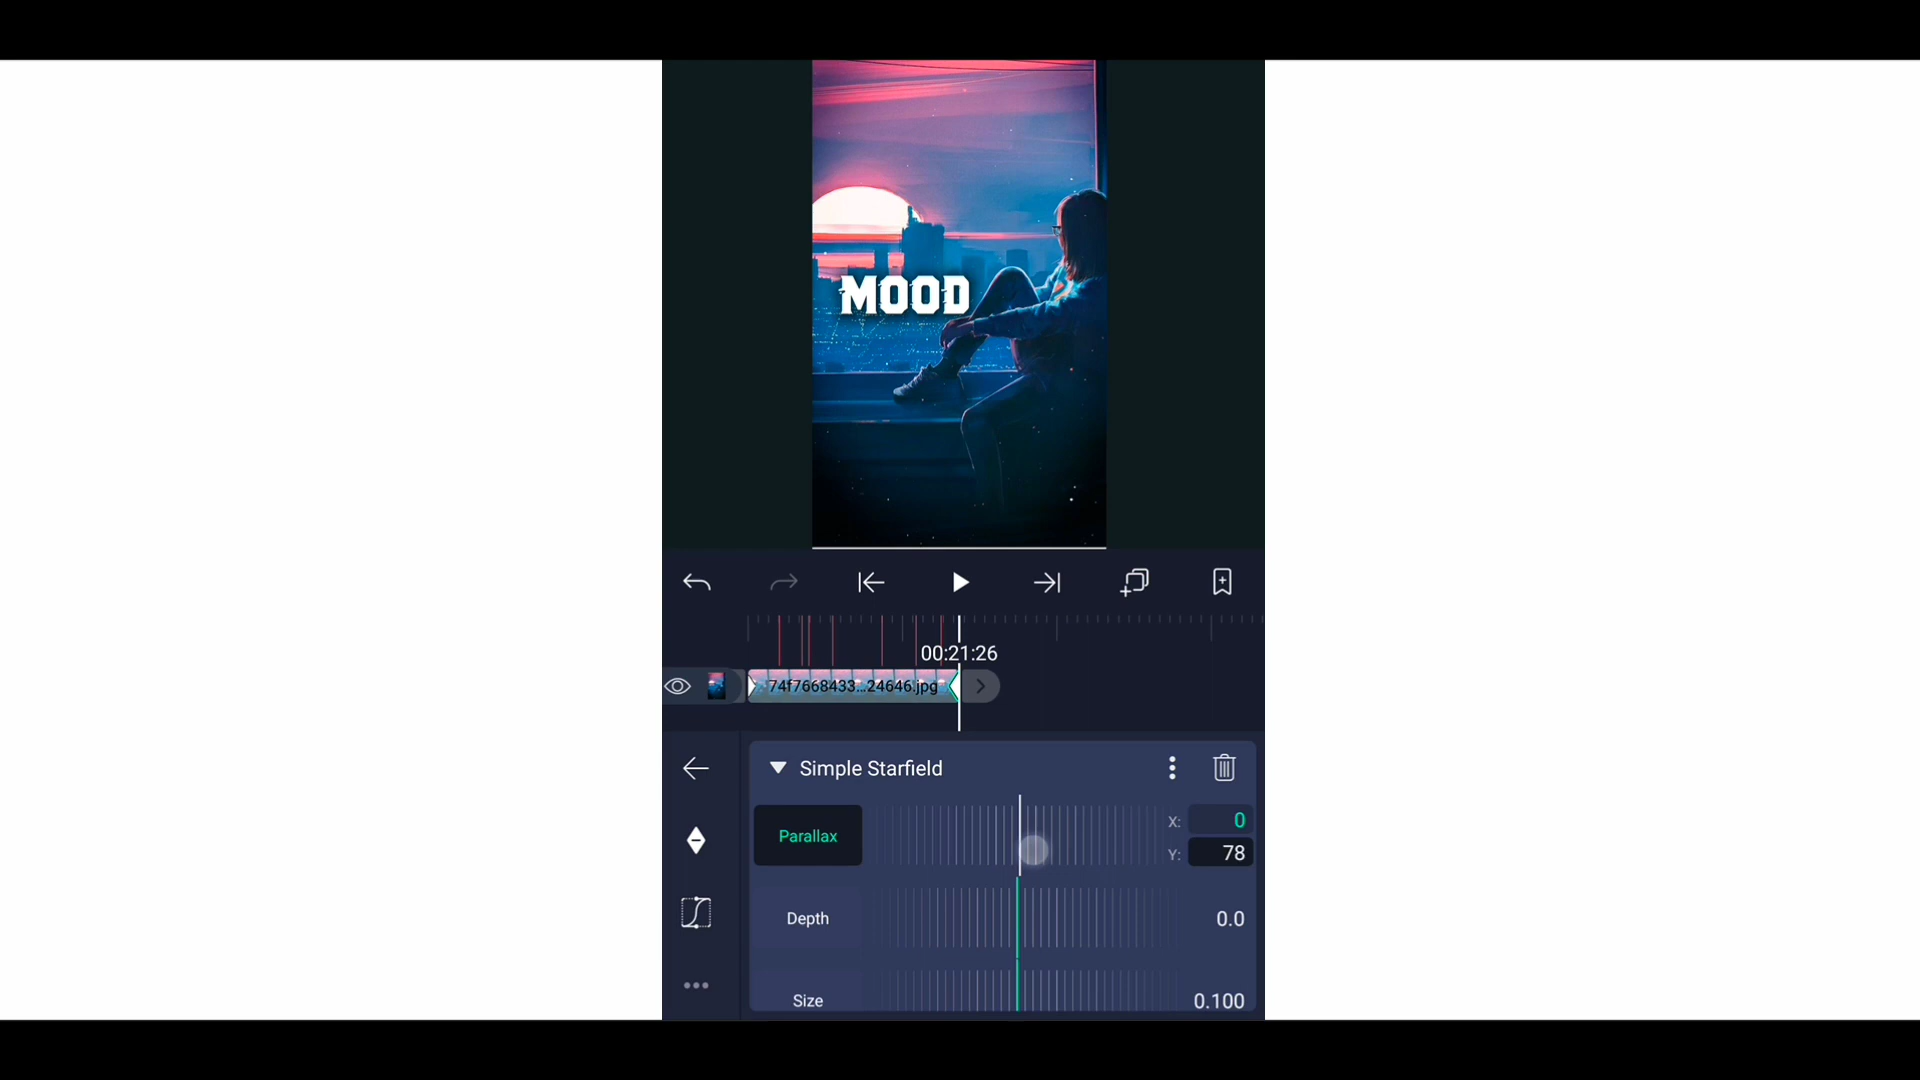 MOOD
00:21:26
74f7668433...24646.jpg
Simple Starfield
Parallax
X: 0
Y: 78
Depth
0.0
Size
0.100